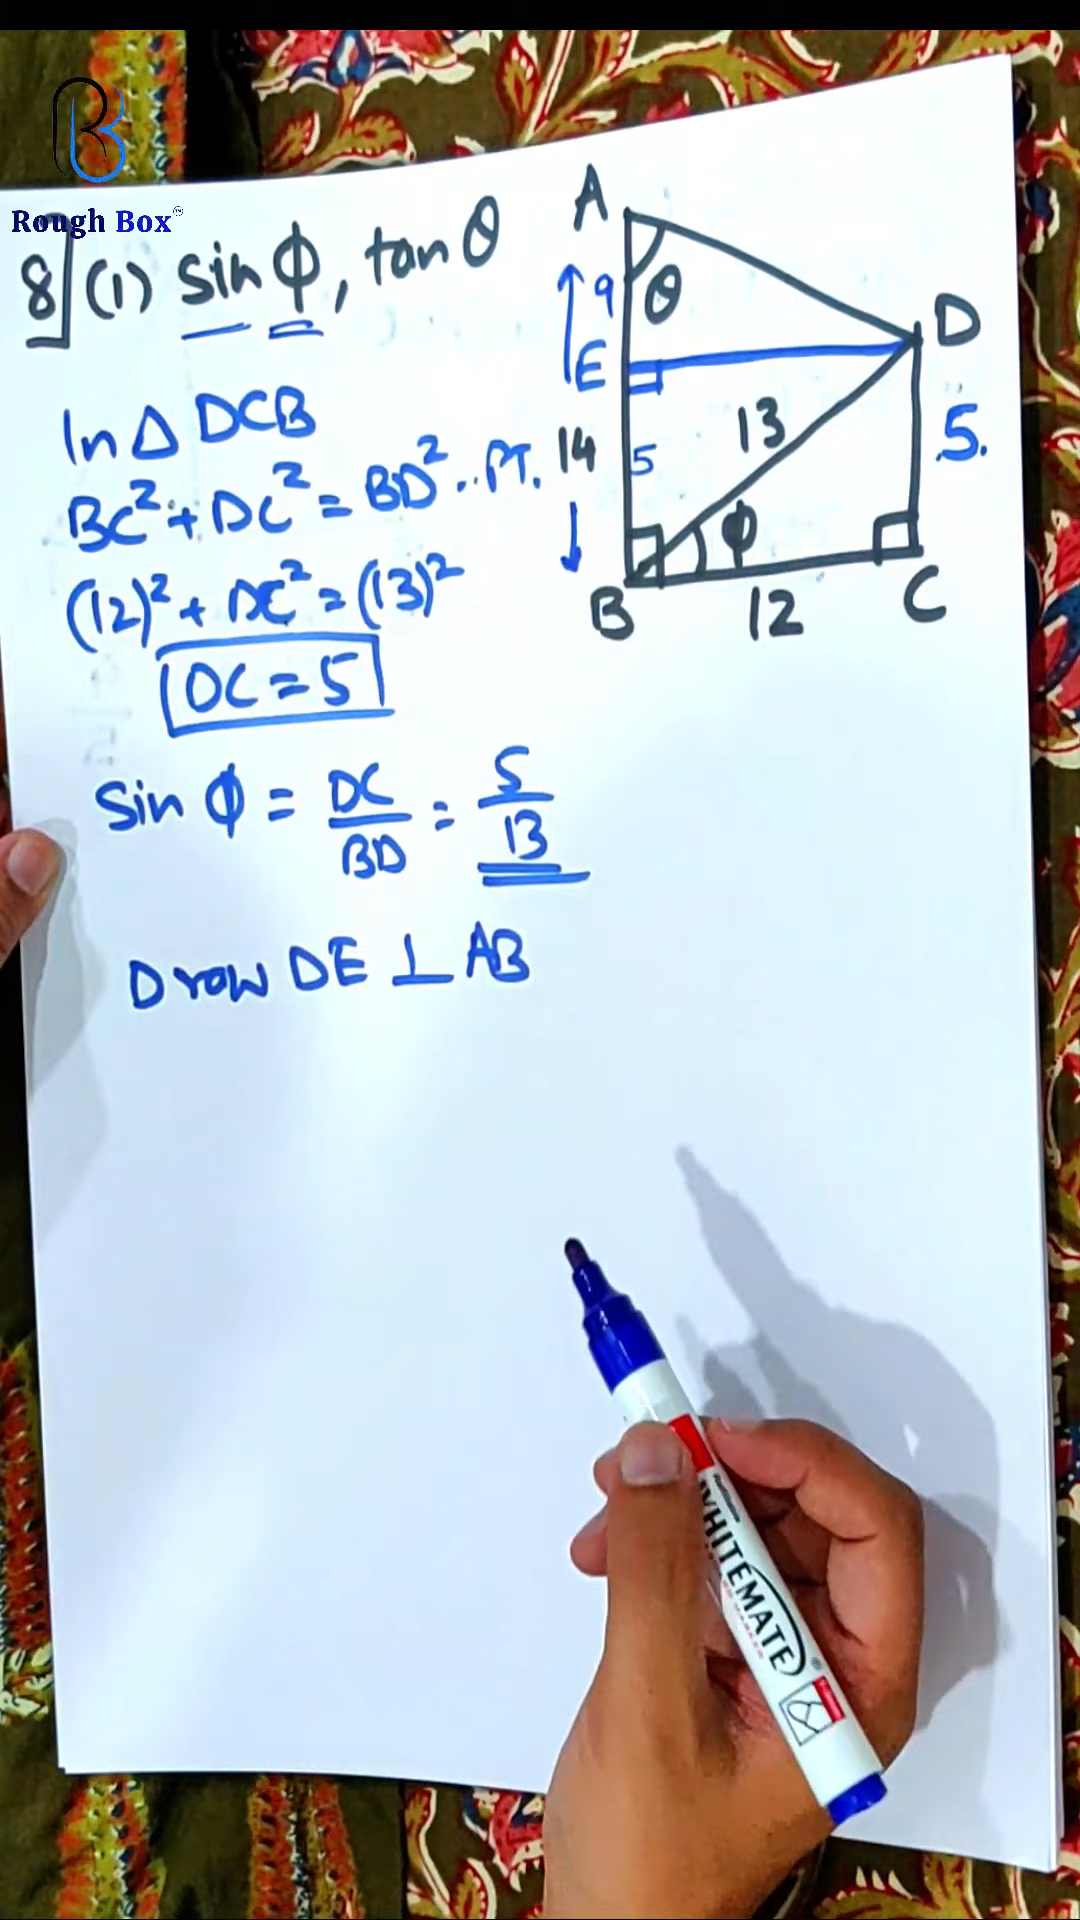 Rough Box
8] (1) sin ϕ, tan θ
In Δ DCB
BC² + DC² = BD² .. PT.
(12)² + DC² = (13)²
DC = 5
Sin ϕ = DC/BD = 5/13
Draw DE ⊥ AB
A
9
θ
D
E
13
14
5
5.
ϕ
B
12
C
WHITEMATE